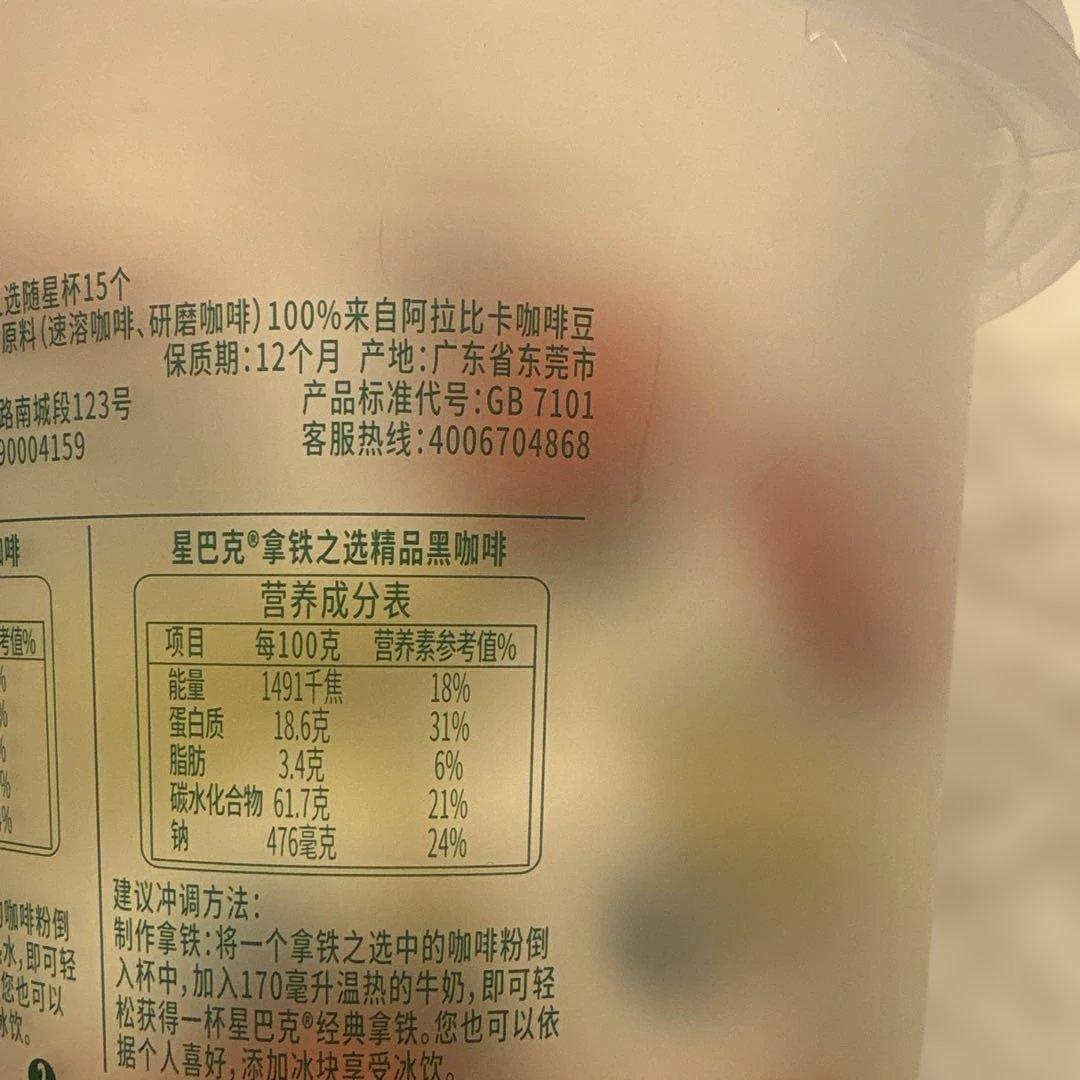 选随星杯15个
原料(速溶咖啡、研磨咖啡)100%来自阿拉比卡咖啡豆
保质期:12个月 产地:广东省东莞市
路南城段123号 产品标准代号:GB 7101
90004159 客服热线:4006704868
啡
星巴克®拿铁之选精品黑咖啡
营养成分表
考值%
项目 每100克 营养素参考值%
能量 1491千焦 18%
蛋白质 18.6克 31%
脂肪 3.4克 6%
碳水化合物 61.7克 21%
钠 476毫克 24%
咖啡粉倒
水,即可轻
您也可以
冰饮。
建议冲调方法:
制作拿铁:将一个拿铁之选中的咖啡粉倒
入杯中,加入170毫升温热的牛奶,即可轻
松获得一杯星巴克®经典拿铁。您也可以依
据个人喜好,添加冰块享受冰饮。